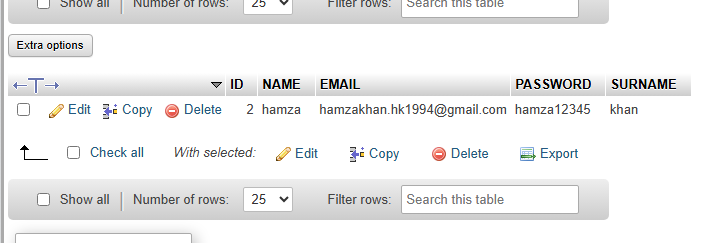 Show all Number of rows: 25 Filter rows: Search this table
Extra options
ID NAME EMAIL PASSWORD SURNAME
Edit Copy Delete 2 hamza hamzakhan.hk1994@gmail.com hamza12345 khan
Check all With selected: Edit Copy Delete Export
Show all Number of rows: 25 Filter rows: Search this table